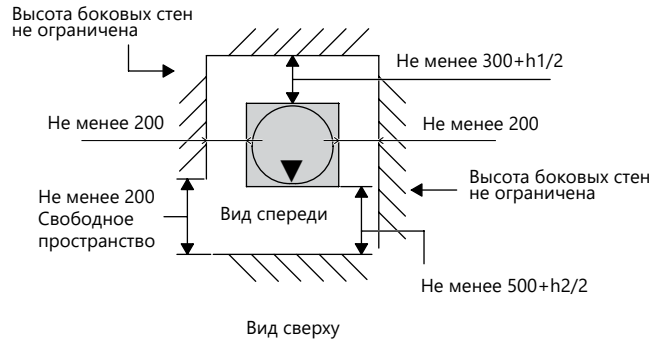 Высота боковых стен
не ограничена
Не менее 300+h1/2
Не менее 200
Не менее 200
Высота боковых стен
не ограничена
Не менее 200
Свободное
пространство
Вид спереди
Не менее 500+h2/2
Вид сверху